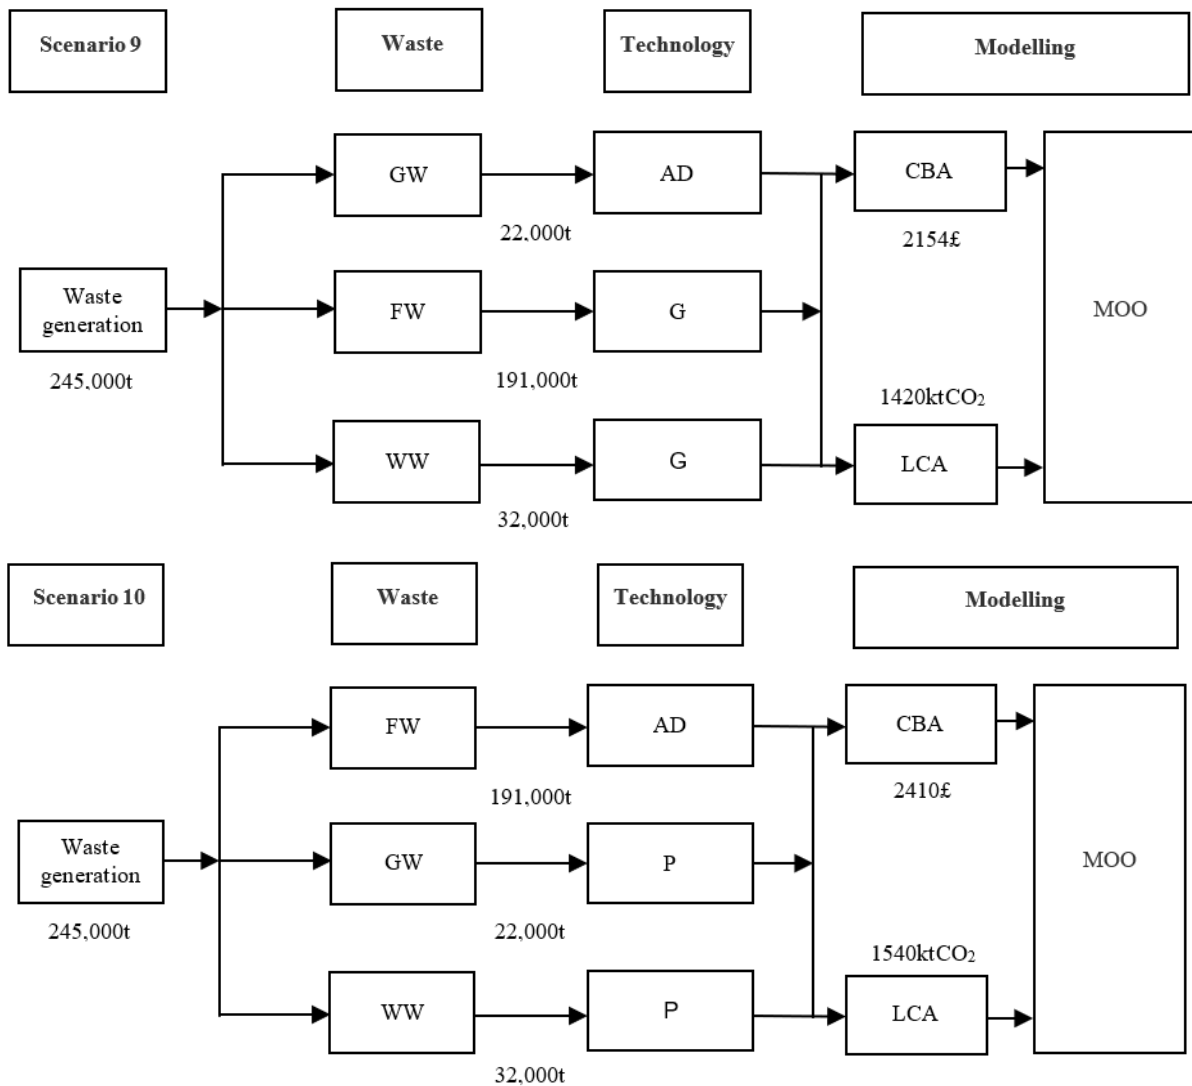 Scenario 9
Waste
Technology
Modelling
GW
AD
CBA
22,000t
2154£
Waste
generation
FW
G
MOO
245,000t
191,000t
1420ktCO₂
WW
G
LCA
32,000t
Scenario 10
Waste
Technology
Modelling
FW
AD
CBA
191,000t
2410£
Waste
generation
GW
P
MOO
245,000t
22,000t
1540ktCO₂
WW
P
LCA
32,000t